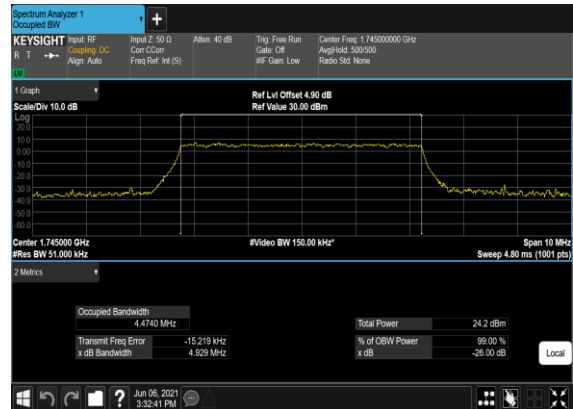 Spectrum Analyzer 1
Occupied BW
+
KEYSIGHT Input: RF Input Z: 50 Ω Atten: 40 dB Trig: Free Run Center Freq: 1.745000000 GHz
R T Coupling: DC Corr CCorr Gate: Off Avg|Hold: 500/500
Align: Auto Freq Ref: Int (S) #IF Gain: Low Radio Std: None
1 Graph
Ref Lvl Offset 4.90 dB
Scale/Div 10.0 dB Ref Value 30.00 dBm
Log
20.0
10.0
0.00
-10.0
-20.0
-30.0
-40.0
-50.0
-60.0
Center 1.745000 GHz #Video BW 150.00 kHz* Span 10 MHz
#Res BW 51.000 kHz Sweep 4.80 ms (1001 pts)
2 Metrics
Occupied Bandwidth
4.4740 MHz Total Power 24.2 dBm
Transmit Freq Error -15.219 kHz % of OBW Power 99.00 %
x dB Bandwidth 4.929 MHz x dB -26.00 dB
Local
? Jun 06, 2021
3:32:41 PM